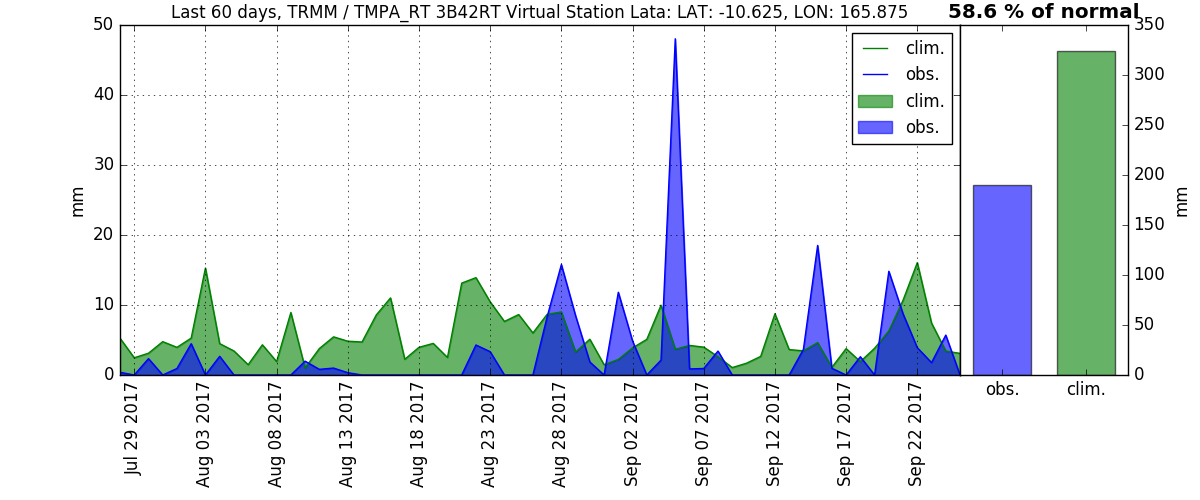 Last 60 days, TRMM / TMPA_RT 3B42RT Virtual Station Lata: LAT: -10.625, LON: 165.875
58.6 % of normal
50
40
30
20
10
0
mm
clim.
obs.
clim.
obs.
350
300
250
200
150
100
50
0
mm
Jul 29 2017
Aug 03 2017
Aug 08 2017
Aug 13 2017
Aug 18 2017
Aug 23 2017
Aug 28 2017
Sep 02 2017
Sep 07 2017
Sep 12 2017
Sep 17 2017
Sep 22 2017
obs.
clim.